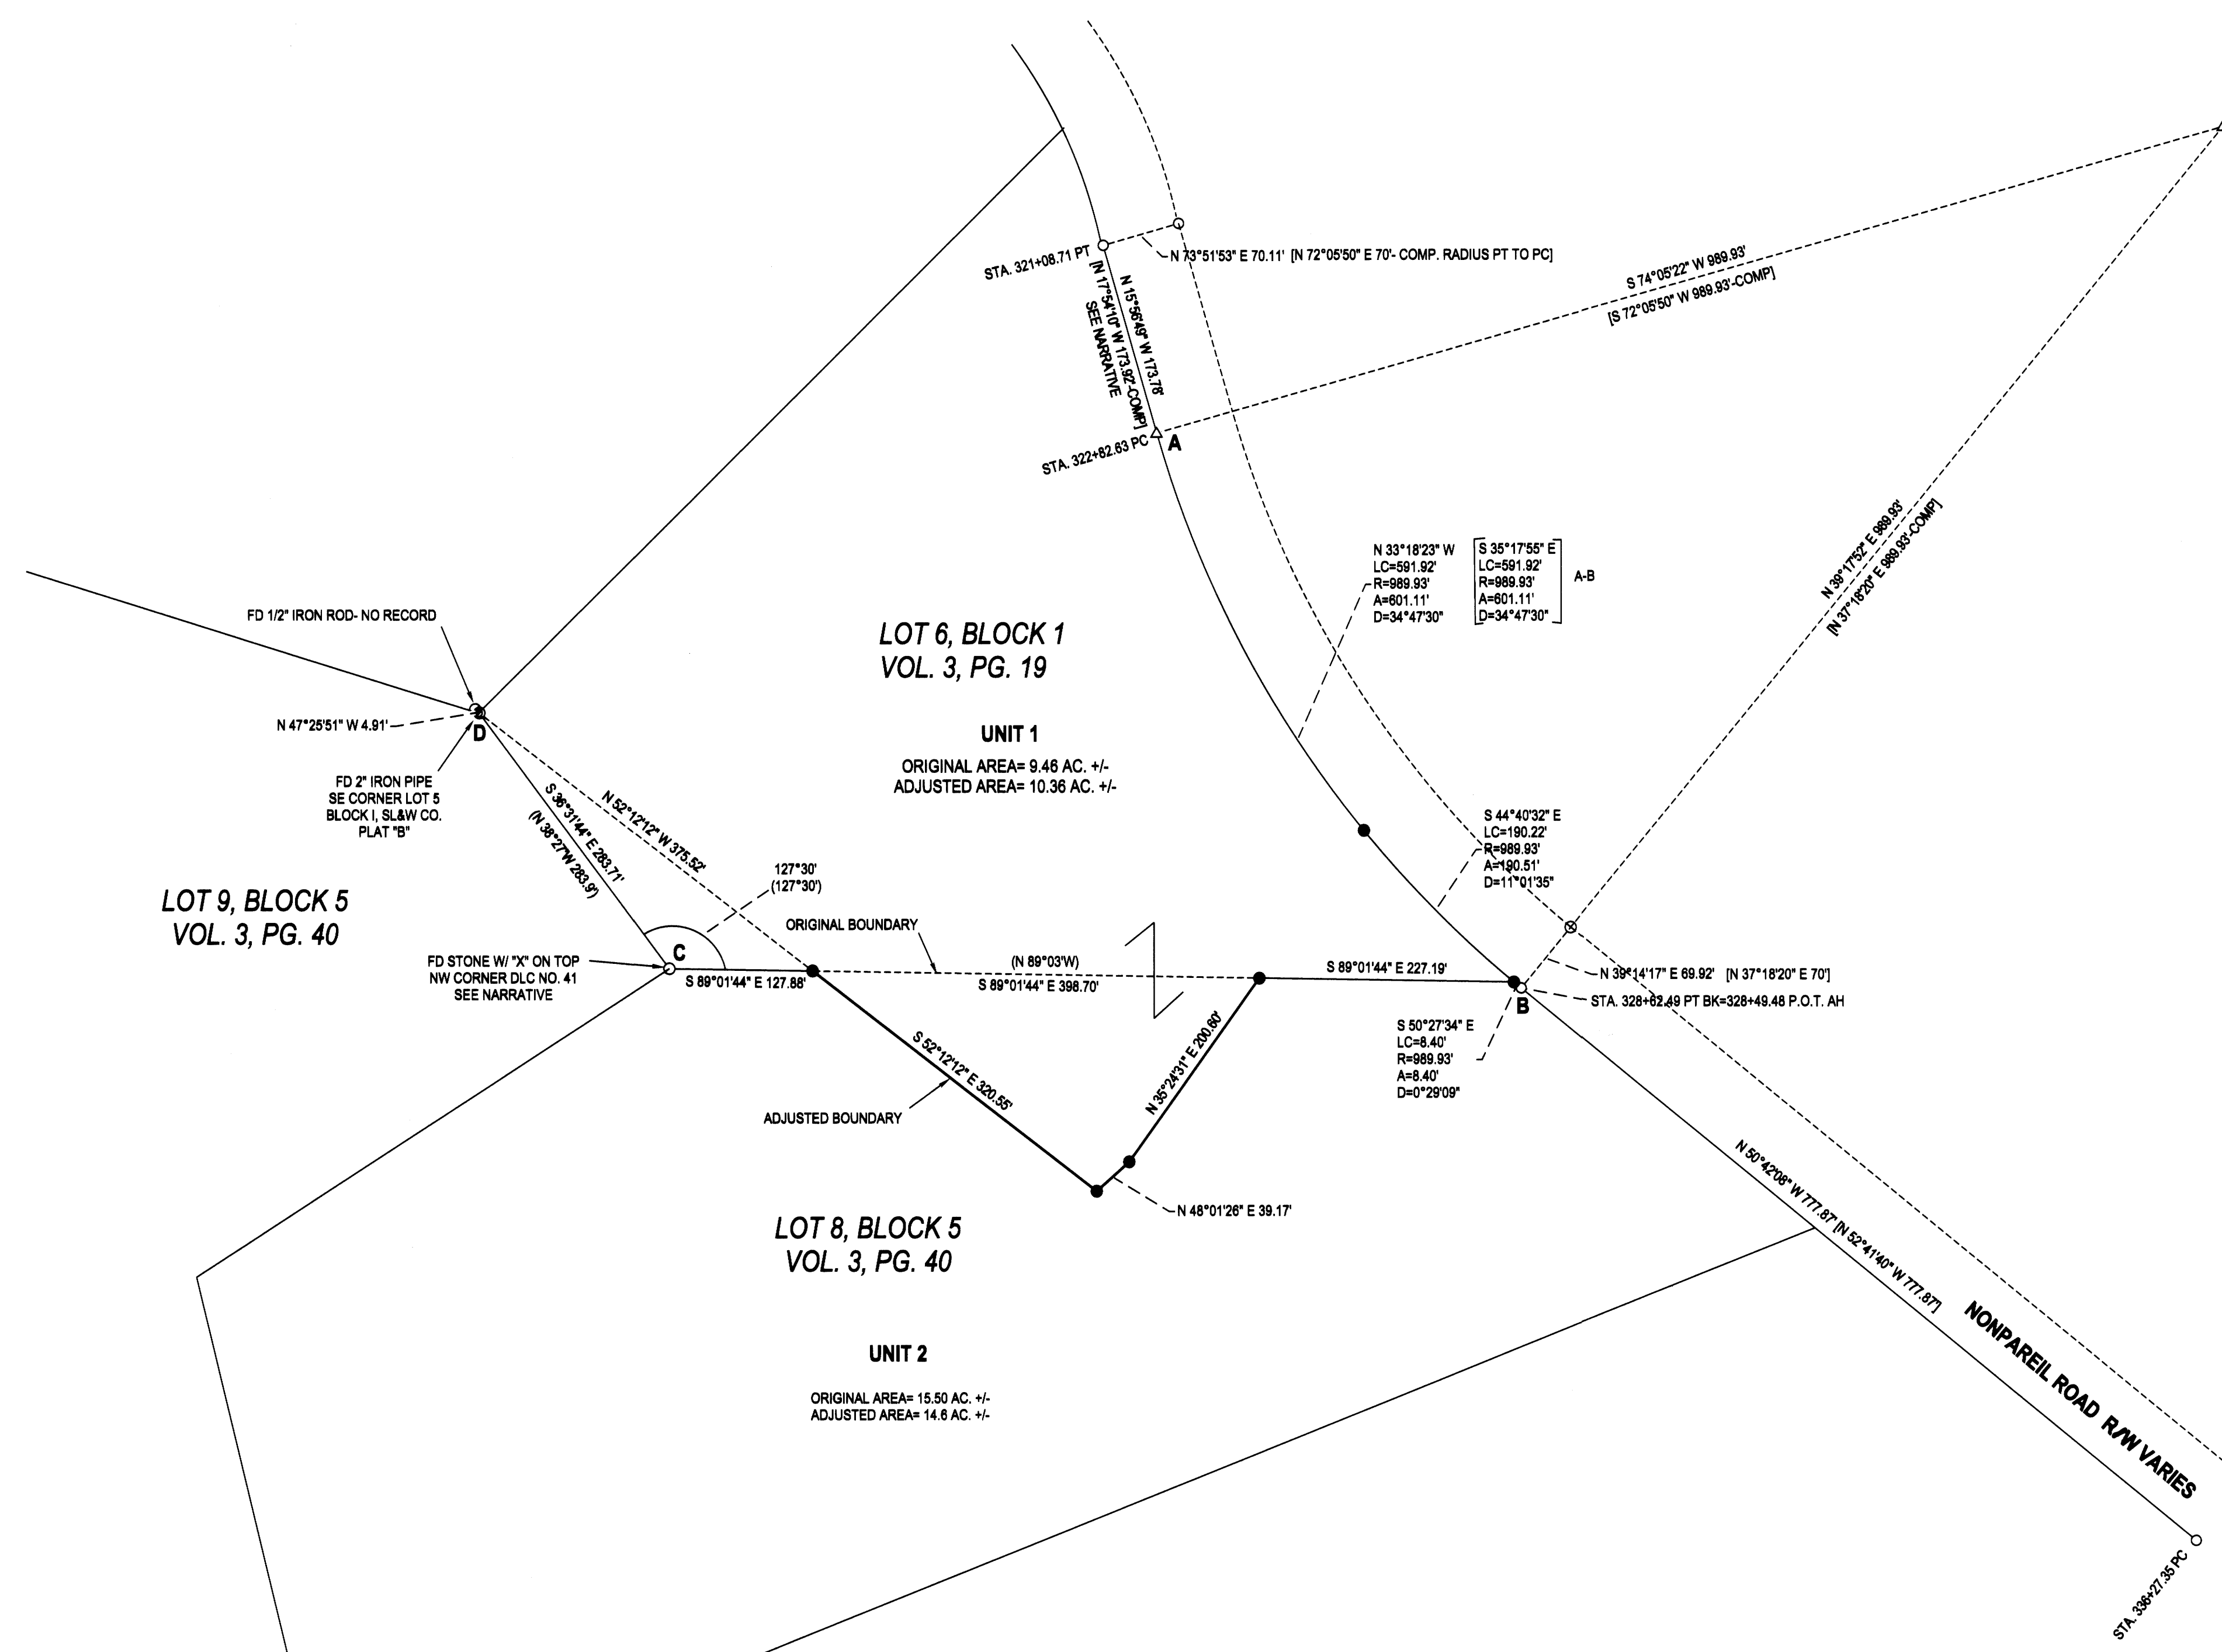 STA. 321+08.71 PT
N 73°51'53" E 70.11' [N 72°05'50" E 70'- COMP. RADIUS PT TO PC]
S 74°05'22" W 989.93'
[S 72°05'50" W 989.93'-COMP]
N 15°56'49" W 173.78'
[N 17°54'10" W 173.92'-COMP]
SEE NARRATIVE
STA. 322+82.63 PC
A
N 39°17'52" E 989.93'
[N 37°18'20" E 989.93'-COMP]
N 33°18'23" W
LC=591.92'
R=989.93'
A=601.11'
D=34°47'30"
S 35°17'55" E
LC=591.92'
R=989.93'
A=601.11'
D=34°47'30"
A-B
FD 1/2" IRON ROD- NO RECORD
LOT 6, BLOCK 1
VOL. 3, PG. 19
N 47°25'51" W 4.91'
D
UNIT 1
ORIGINAL AREA= 9.46 AC. +/-
ADJUSTED AREA= 10.36 AC. +/-
FD 2" IRON PIPE
SE CORNER LOT 5
BLOCK I, SL&W CO.
PLAT "B"
S 36°31'44" E 283.71'
(N 38°27'W 283.9')
N 52°12'12" W 375.52'
S 44°40'32" E
LC=190.22'
R=989.93'
A=190.51'
D=11°01'35"
127°30'
(127°30')
LOT 9, BLOCK 5
VOL. 3, PG. 40
ORIGINAL BOUNDARY
C
FD STONE W/ "X" ON TOP
NW CORNER DLC NO. 41
SEE NARRATIVE
S 89°01'44" E 127.88'
(N 89°03'W)
S 89°01'44" E 398.70'
S 89°01'44" E 227.19'
N 39°14'17" E 69.92' [N 37°18'20" E 70']
STA. 328+62.49 PT BK=328+49.48 P.O.T. AH
B
S 50°27'34" E
LC=8.40'
R=989.93'
A=8.40'
D=0°29'09"
S 52°12'12" E 320.55'
N 35°24'31" E 200.60'
ADJUSTED BOUNDARY
N 48°01'26" E 39.17'
N 50°42'08" W 777.87' [N 52°41'40" W 777.87']
LOT 8, BLOCK 5
VOL. 3, PG. 40
UNIT 2
ORIGINAL AREA= 15.50 AC. +/-
ADJUSTED AREA= 14.6 AC. +/-
NONPAREIL ROAD R/W VARIES
STA. 336+27.35 PC